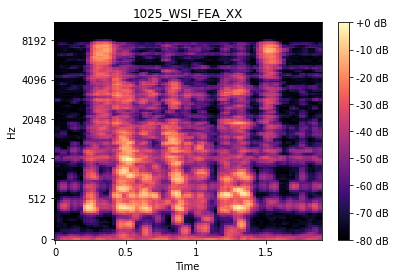 1025_WSI_FEA_XX
+0 dB
8192
-10 dB
4096
-20 dB
-30 dB
2048
Hz
-40 dB
1024
-50 dB
512
-60 dB
-70 dB
0
-80 dB
0 0.5 1 1.5
Time